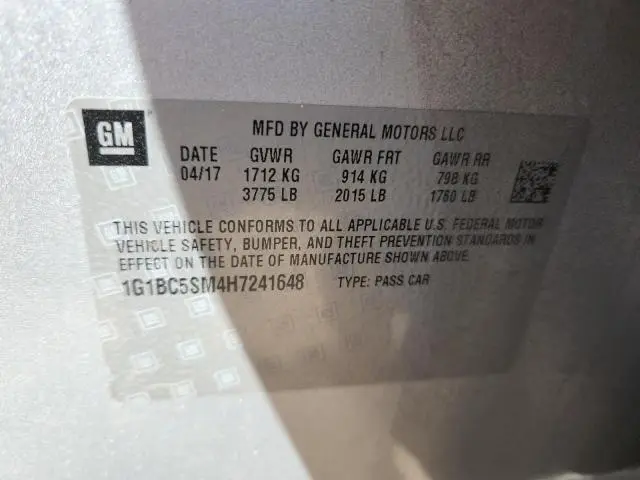 GM
MFD BY GENERAL MOTORS LLC
DATE GVWR GAWR FRT GAWR RR
04/17 1712 KG 914 KG 798 KG
3775 LB 2015 LB 1760 LB
THIS VEHICLE CONFORMS TO ALL APPLICABLE U.S. FEDERAL MOTOR
VEHICLE SAFETY, BUMPER, AND THEFT PREVENTION STANDARDS IN
EFFECT ON THE DATE OF MANUFACTURE SHOWN ABOVE.
1G1BC5SM4H7241648 TYPE: PASS CAR